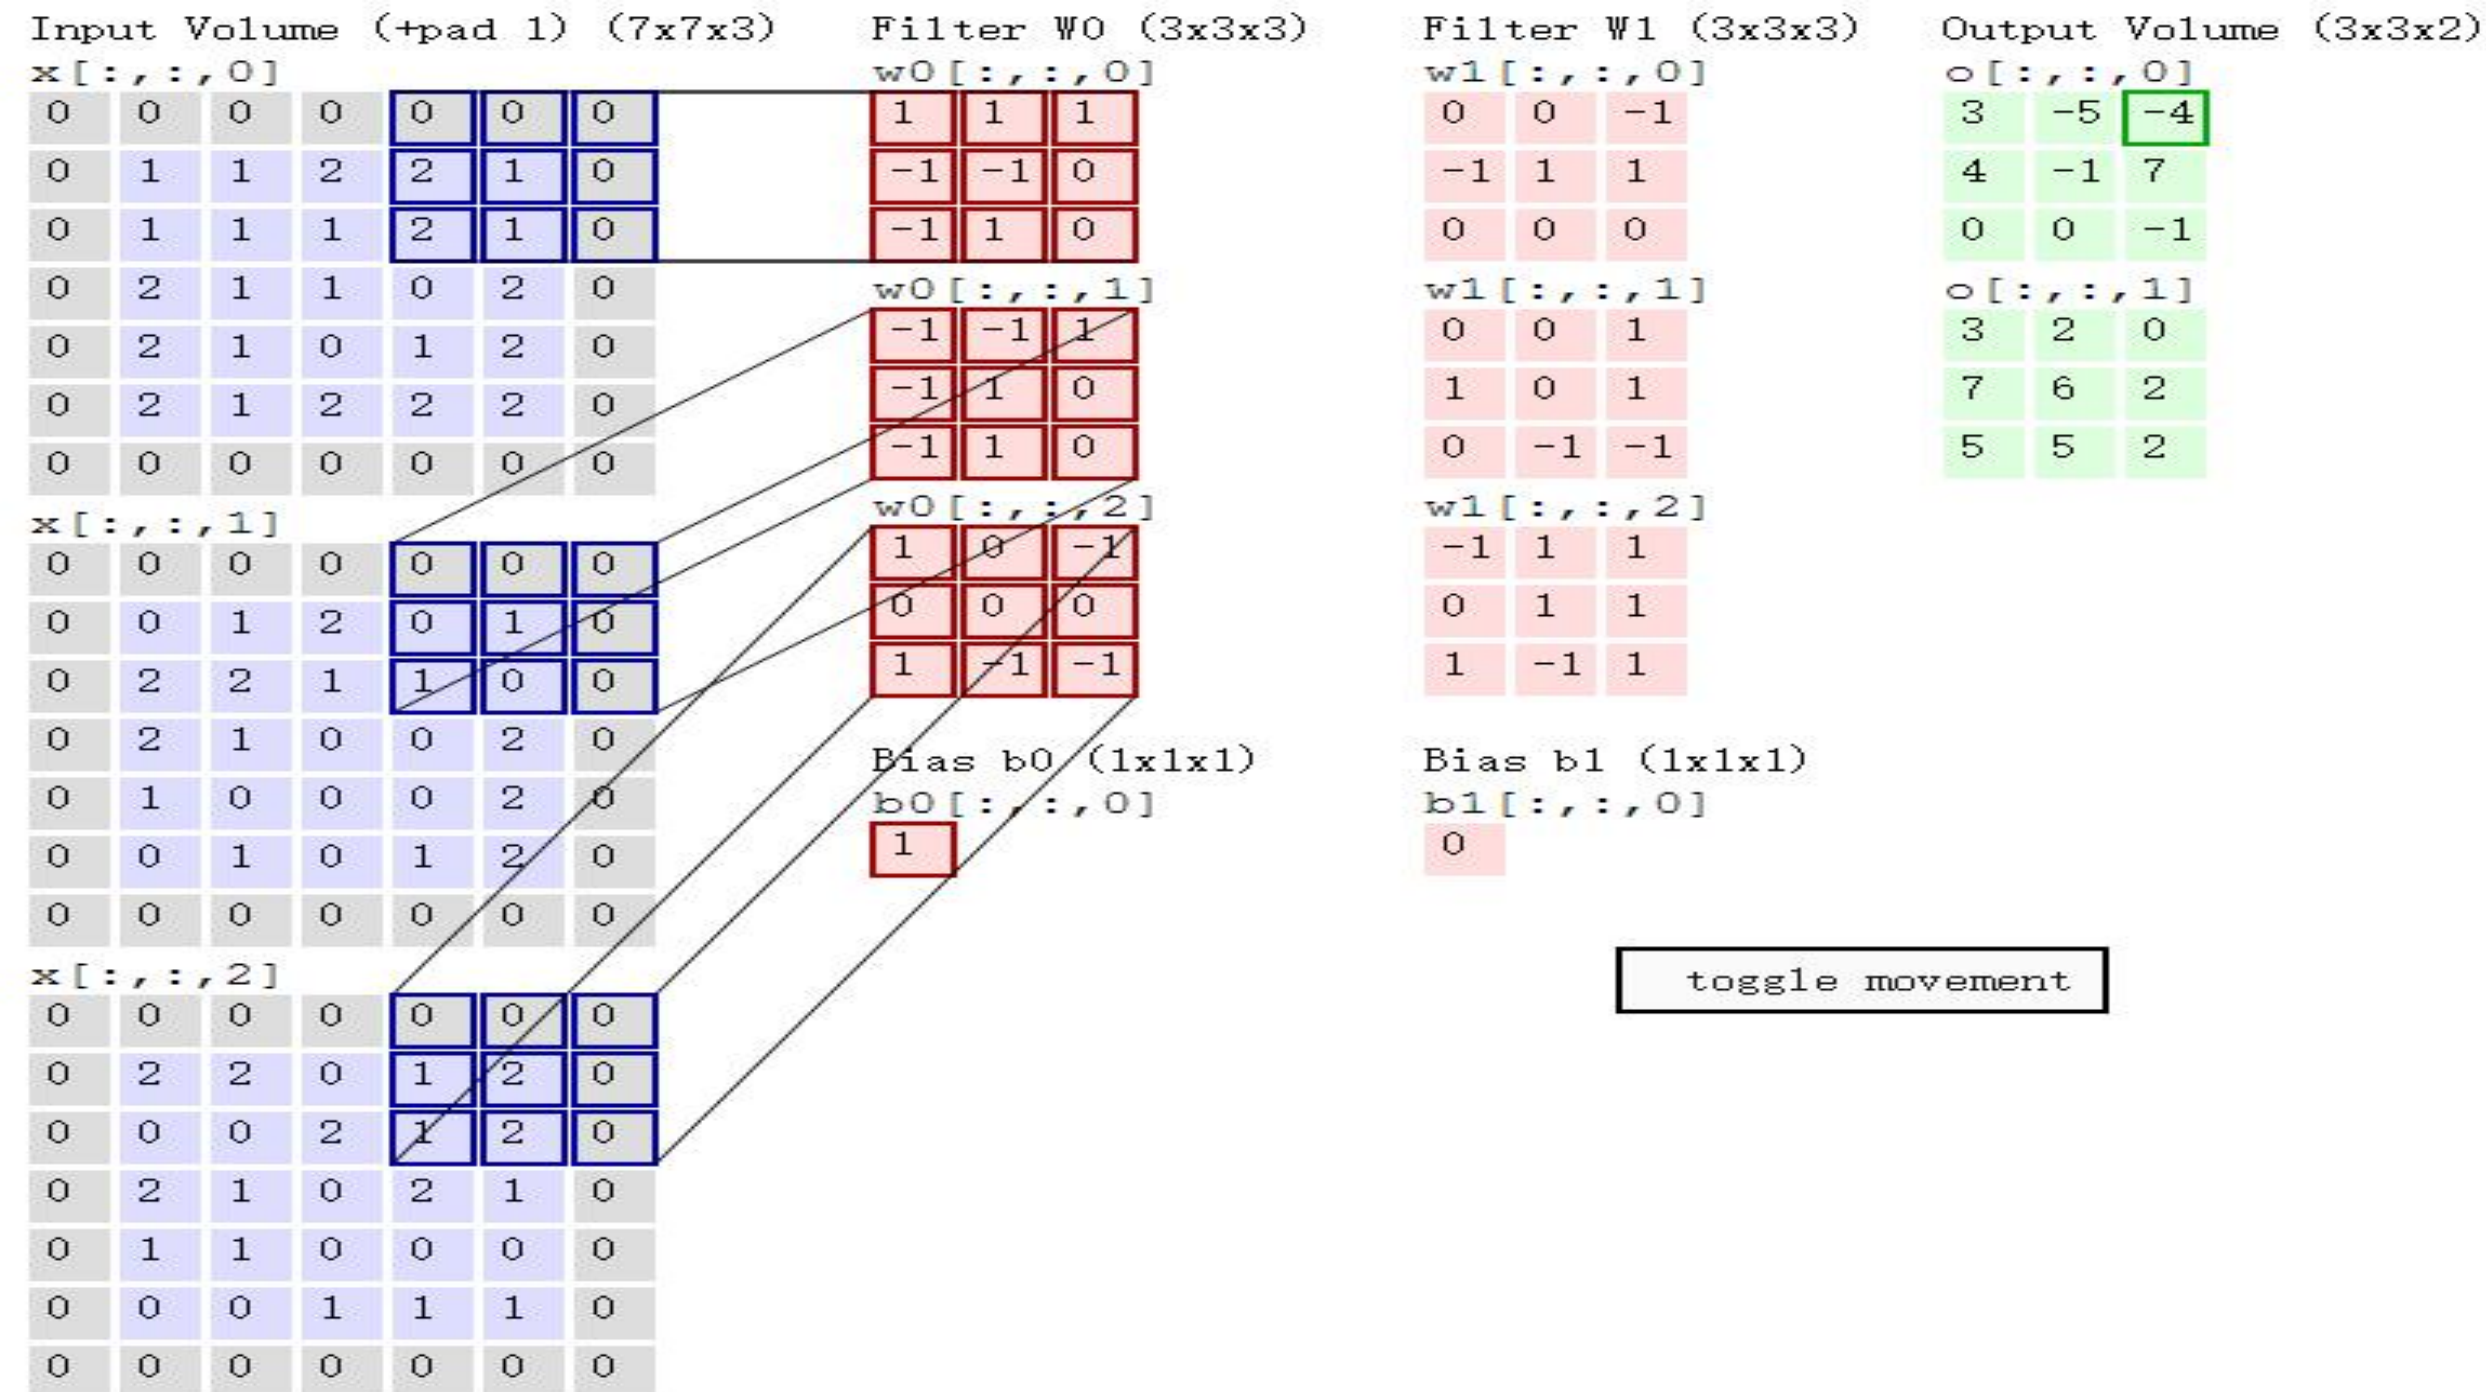 Input Volume (+pad 1) (7x7x3)
x[:,:,0]
0 0 0 0 0 0 0
0 1 1 2 2 1 0
0 1 1 1 2 1 0
0 2 1 1 0 2 0
0 2 1 0 1 2 0
0 2 1 2 2 2 0
0 0 0 0 0 0 0
x[:,:,1]
0 0 0 0 0 0 0
0 0 1 2 0 1 0
0 2 2 1 1 0 0
0 2 1 0 0 2 0
0 1 0 0 0 2 0
0 0 1 0 1 2 0
0 0 0 0 0 0 0
x[:,:,2]
0 0 0 0 0 0 0
0 2 2 0 1 2 0
0 0 0 2 1 2 0
0 2 1 0 2 1 0
0 1 1 0 0 0 0
0 0 0 1 1 1 0
0 0 0 0 0 0 0
Filter W0 (3x3x3)
w0[:,:,0]
1 1 1
-1 -1 0
-1 1 0
w0[:,:,1]
-1 -1 1
-1 1 0
-1 1 0
w0[:,:,2]
1 0 -1
0 0 0
1 -1 -1
Bias b0 (1x1x1)
b0[:,:,0]
1
Filter W1 (3x3x3)
w1[:,:,0]
0 0 -1
-1 1 1
0 0 0
w1[:,:,1]
0 0 1
1 0 1
0 -1 -1
w1[:,:,2]
-1 1 1
0 1 1
1 -1 1
Bias b1 (1x1x1)
b1[:,:,0]
0
Output Volume (3x3x2)
o[:,:,0]
3 -5 -4
4 -1 7
0 0 -1
o[:,:,1]
3 2 0
7 6 2
5 5 2
toggle movement